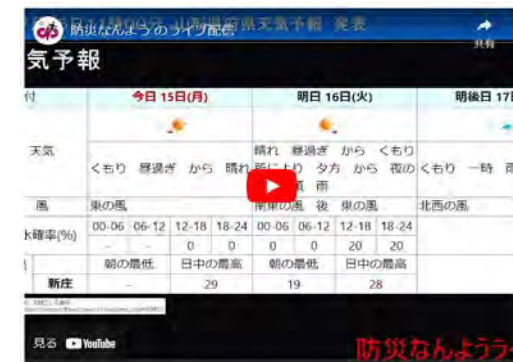 防災なんよう のライブ配信
共有
気予報
付 今日 15日(月) 明日 16日(火) 明後日 17日
天気 くもり 昼過ぎ から 晴れ
晴れ 昼過ぎ から くもり
所により 夕方 から 夜の
雨
くもり 一時 雨
風 東の風 南東の風 後 東の風 北西の風
水確率(%) 00-06 06-12 12-18 18-24 00-06 06-12 12-18 18-24
- - 0 0 0 0 20 20
朝の最低 日中の最高 朝の最低 日中の最高
新庄 - 29 19 28
見る YouTube
防災なんようラ